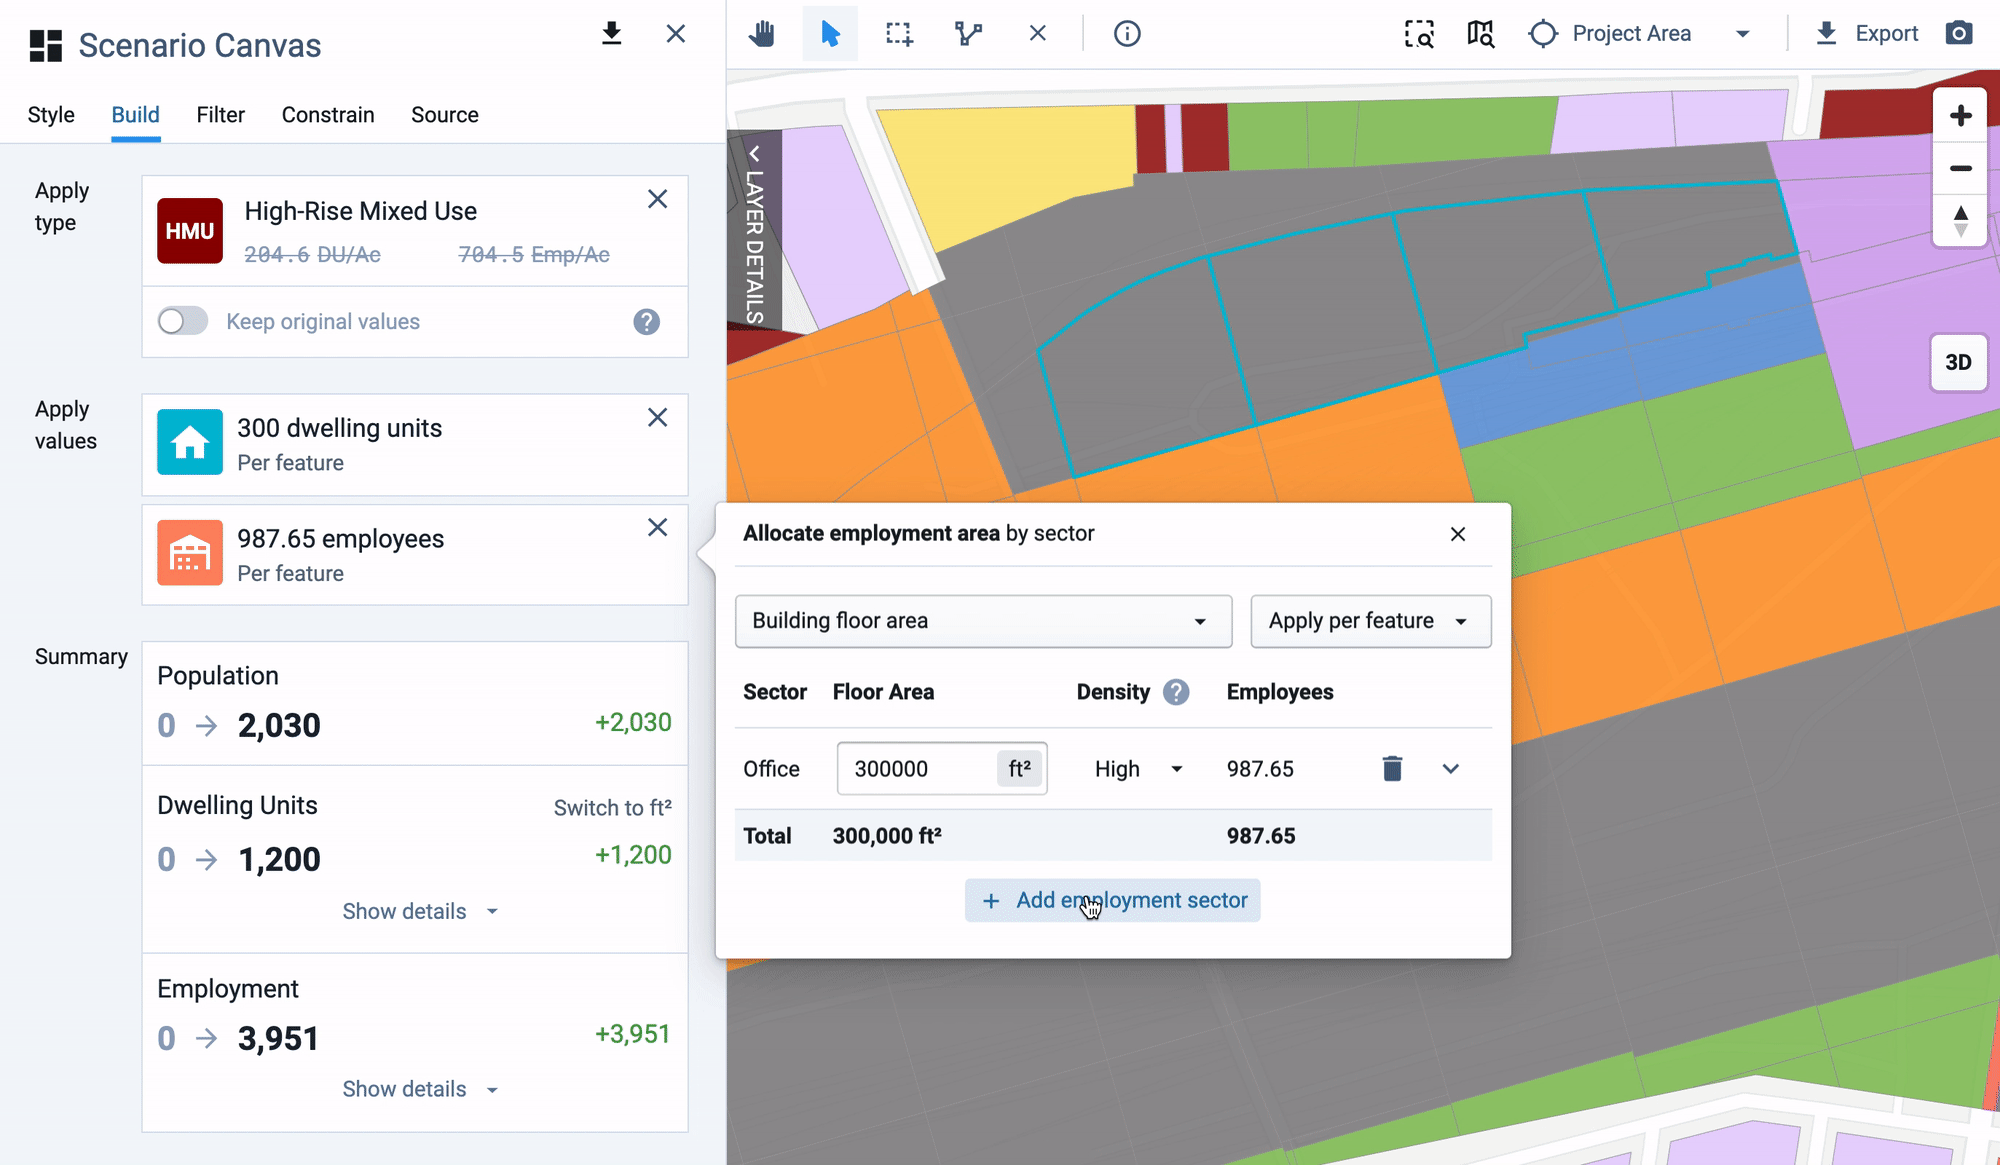 Scenario Canvas
Style Build Filter Constrain Source
Apply type
HMU
High-Rise Mixed Use
204.6 DU/Ac 704.5 Emp/Ac
Keep original values ?
Apply values
300 dwelling units
Per feature
987.65 employees
Per feature
Summary
Population
0 → 2,030 +2,030
Dwelling Units Switch to ft²
0 → 1,200 +1,200
Show details
Employment
0 → 3,951 +3,951
Show details
Project Area Export
LAYER DETAILS
3D
Allocate employment area by sector
Building floor area Apply per feature
Sector Floor Area Density ? Employees
Office 300000 ft² High 987.65
Total 300,000 ft² 987.65
+ Add employment sector